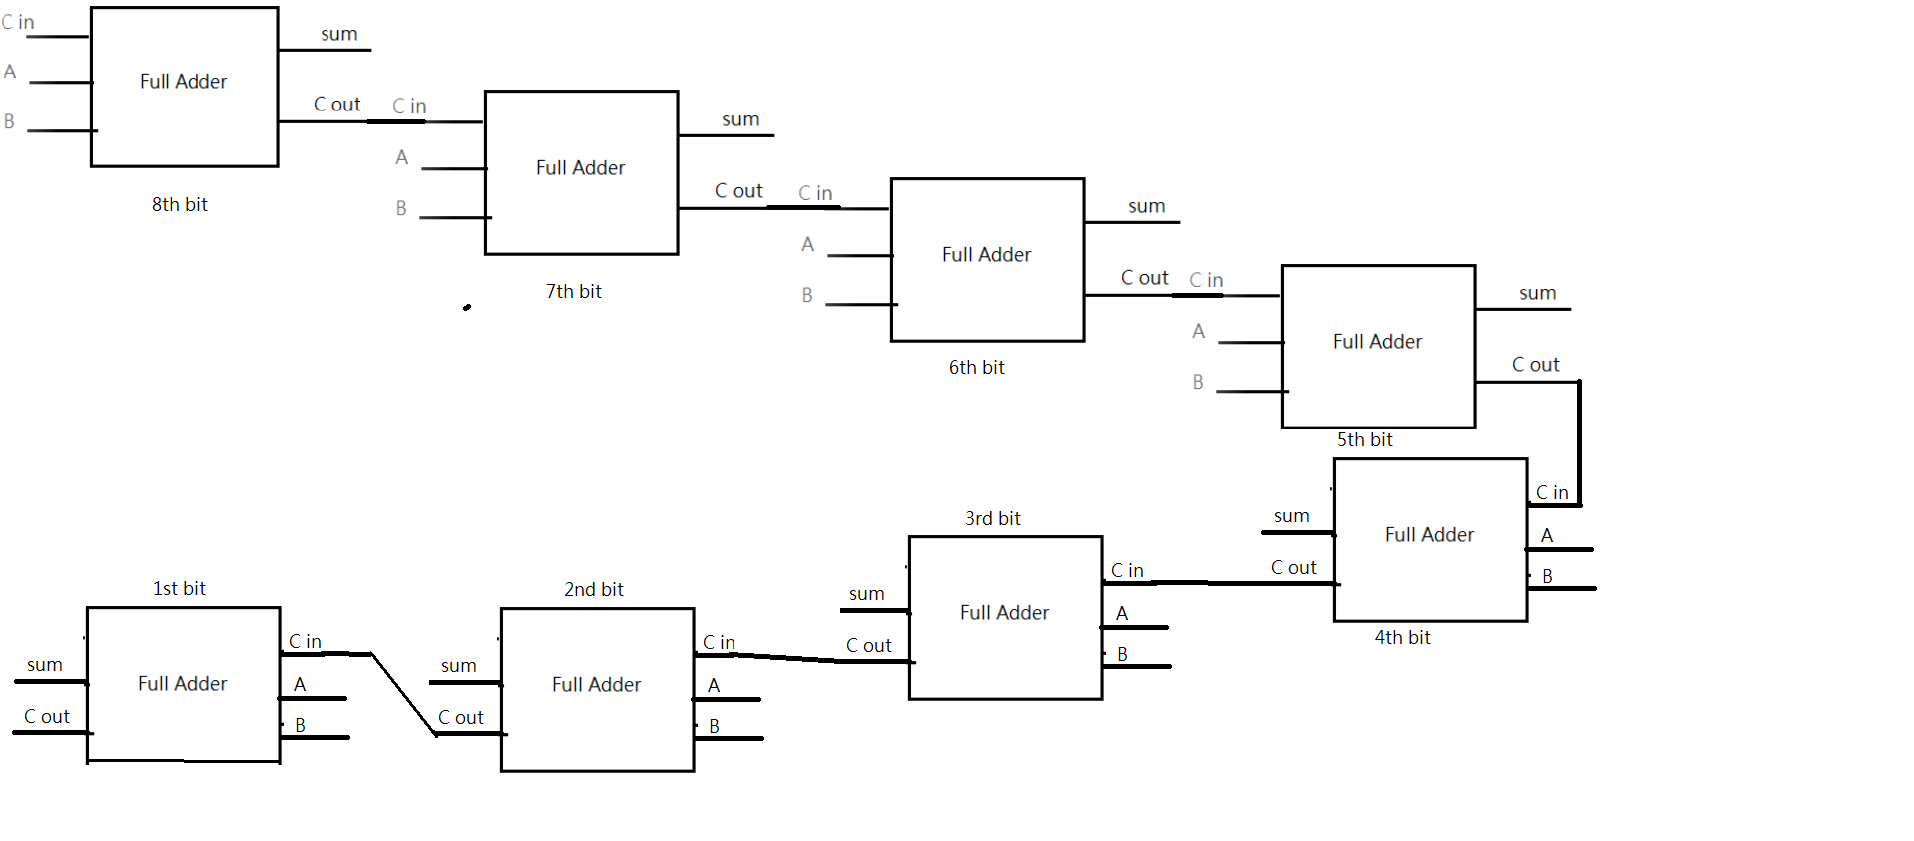 C in
sum
A
Full Adder
B
C out
8th bit
C in
sum
A
Full Adder
B
C out
7th bit
C in
sum
A
Full Adder
B
C out
6th bit
C in
sum
A
Full Adder
B
C out
5th bit
C in
sum
Full Adder
A
C out
B
4th bit
3rd bit
C in
sum
Full Adder
A
C out
B
2nd bit
C in
sum
Full Adder
A
C out
B
1st bit
C in
sum
Full Adder
A
C out
B